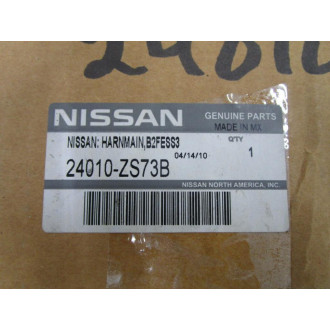 24010
NISSAN
GENUINE PARTS
MADE IN MX
NISSAN: HARNMAIN,B2FESS3
Q'TY
04/14/10
1
24010-ZS73B
NISSAN NORTH AMERICA, INC.